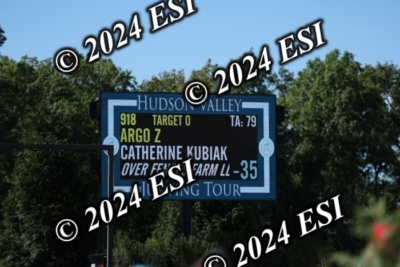 © 2024 ESI
© 2024 ESI
HUDSON VALLEY
918 TARGET 0 TA: 79
ARGO Z
CATHERINE KUBIAK
OVER FARM LL -35
JUMPING TOUR
© 2024 ESI
© 2024 ESI